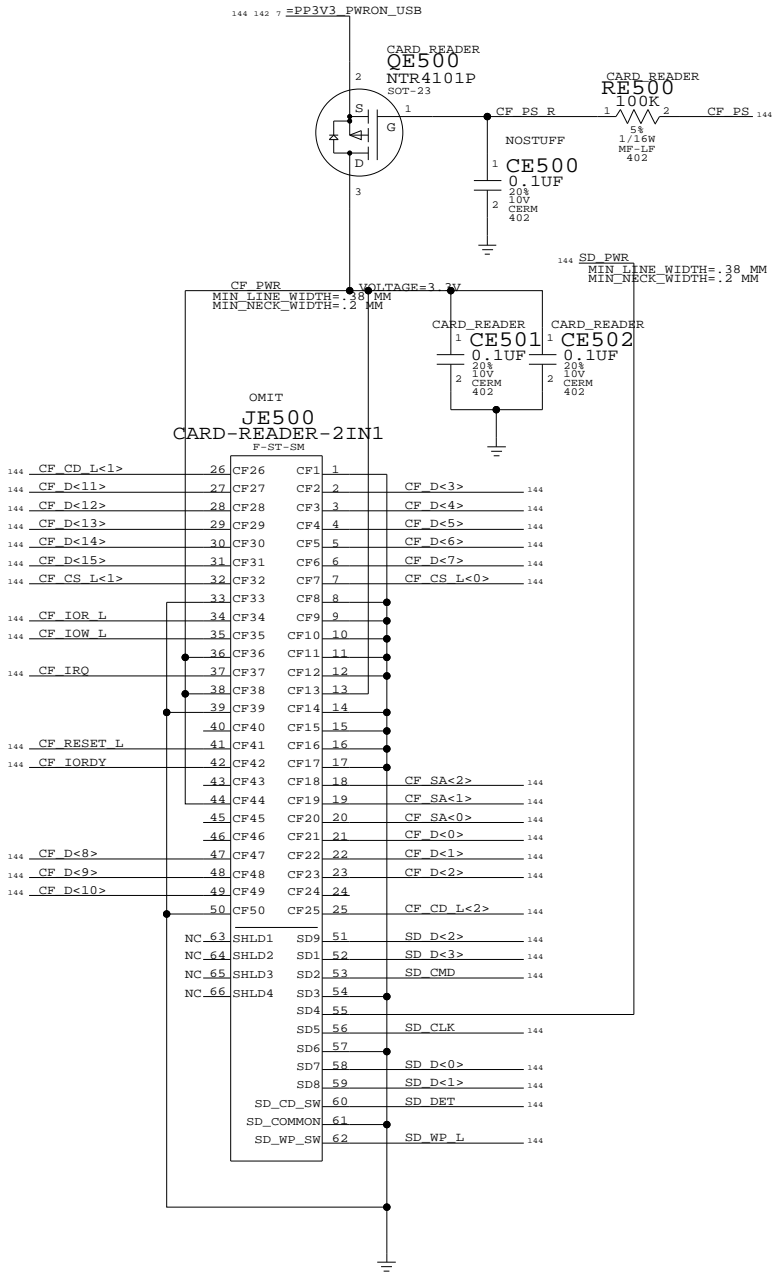 144 142 7 =PP3V3_PWRON_USB
CARD_READER
QE500
NTR4101P
SOT-23
2
S
1
G
D
3
CF_PS_R
CARD_READER
RE500
100K
1 2
5%
1/16W
MF-LF
402
CF_PS 144
NOSTUFF
1 CE500
0.1UF
20%
2 10V
CERM
402
144 SD_PWR
MIN_LINE_WIDTH=.38 MM
MIN_NECK_WIDTH=.2 MM
CF_PWR VOLTAGE=3.3V
MIN_LINE_WIDTH=.38 MM
MIN_NECK_WIDTH=.2 MM
CARD_READER
1 CE501
0.1UF
20%
2 10V
CERM
402
CARD_READER
1 CE502
0.1UF
20%
2 10V
CERM
402
OMIT
JE500
CARD-READER-2IN1
F-ST-SM
144 CF_CD_L<1> 26 CF26 CF1 1
144 CF_D<11> 27 CF27 CF2 2 CF_D<3> 144
144 CF_D<12> 28 CF28 CF3 3 CF_D<4> 144
144 CF_D<13> 29 CF29 CF4 4 CF_D<5> 144
144 CF_D<14> 30 CF30 CF5 5 CF_D<6> 144
144 CF_D<15> 31 CF31 CF6 6 CF_D<7> 144
144 CF_CS_L<1> 32 CF32 CF7 7 CF_CS_L<0> 144
33 CF33 CF8 8
144 CF_IOR_L 34 CF34 CF9 9
144 CF_IOW_L 35 CF35 CF10 10
36 CF36 CF11 11
144 CF_IRQ 37 CF37 CF12 12
38 CF38 CF13 13
39 CF39 CF14 14
40 CF40 CF15 15
144 CF_RESET_L 41 CF41 CF16 16
144 CF_IORDY 42 CF42 CF17 17
43 CF43 CF18 18 CF_SA<2> 144
44 CF44 CF19 19 CF_SA<1> 144
45 CF45 CF20 20 CF_SA<0> 144
46 CF46 CF21 21 CF_D<0> 144
144 CF_D<8> 47 CF47 CF22 22 CF_D<1> 144
144 CF_D<9> 48 CF48 CF23 23 CF_D<2> 144
144 CF_D<10> 49 CF49 CF24 24
50 CF50 CF25 25 CF_CD_L<2> 144
NC 63 SHLD1 SD9 51 SD_D<2> 144
NC 64 SHLD2 SD1 52 SD_D<3> 144
NC 65 SHLD3 SD2 53 SD_CMD 144
NC 66 SHLD4 SD3 54
SD4 55
SD5 56 SD_CLK 144
SD6 57
SD7 58 SD_D<0> 144
SD8 59 SD_D<1> 144
SD_CD_SW 60 SD_DET 144
SD_COMMON 61
SD_WP_SW 62 SD_WP_L 144